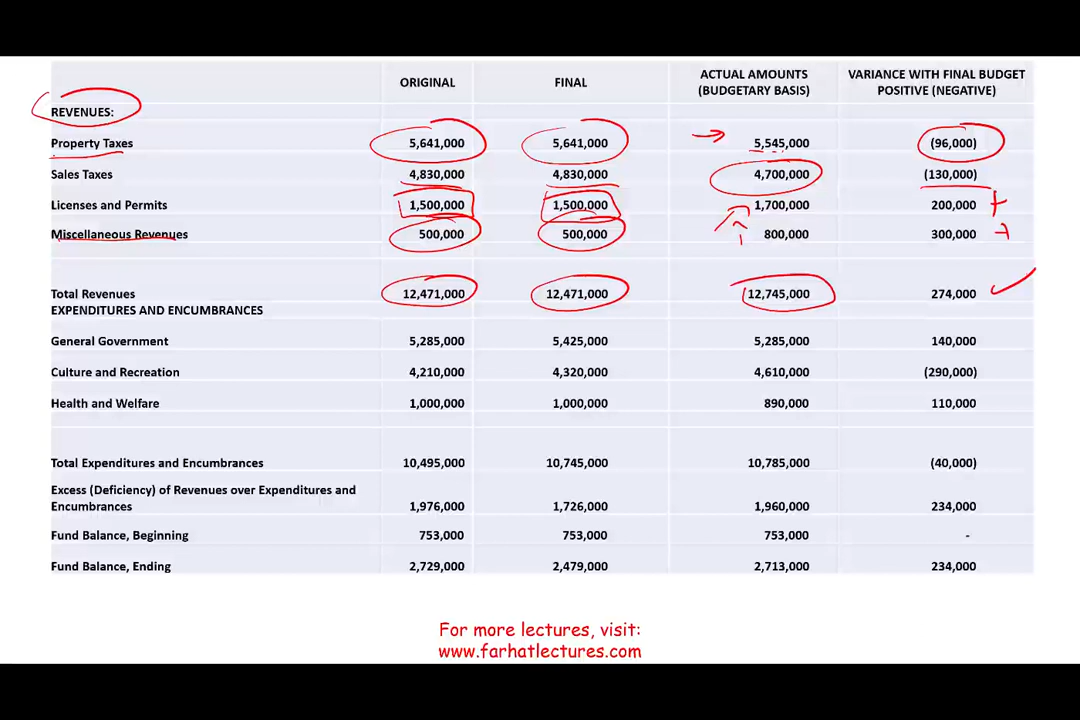 ORIGINAL FINAL ACTUAL AMOUNTS (BUDGETARY BASIS) VARIANCE WITH FINAL BUDGET POSITIVE (NEGATIVE)
REVENUES:
Property Taxes 5,641,000 5,641,000 5,545,000 (96,000)
Sales Taxes 4,830,000 4,830,000 4,700,000 (130,000)
Licenses and Permits 1,500,000 1,500,000 1,700,000 200,000 +
Miscellaneous Revenues 500,000 500,000 800,000 300,000 +
Total Revenues 12,471,000 12,471,000 12,745,000 274,000
EXPENDITURES AND ENCUMBRANCES
General Government 5,285,000 5,425,000 5,285,000 140,000
Culture and Recreation 4,210,000 4,320,000 4,610,000 (290,000)
Health and Welfare 1,000,000 1,000,000 890,000 110,000
Total Expenditures and Encumbrances 10,495,000 10,745,000 10,785,000 (40,000)
Excess (Deficiency) of Revenues over Expenditures and
Encumbrances 1,976,000 1,726,000 1,960,000 234,000
Fund Balance, Beginning 753,000 753,000 753,000 -
Fund Balance, Ending 2,729,000 2,479,000 2,713,000 234,000
For more lectures, visit:
www.farhatlectures.com